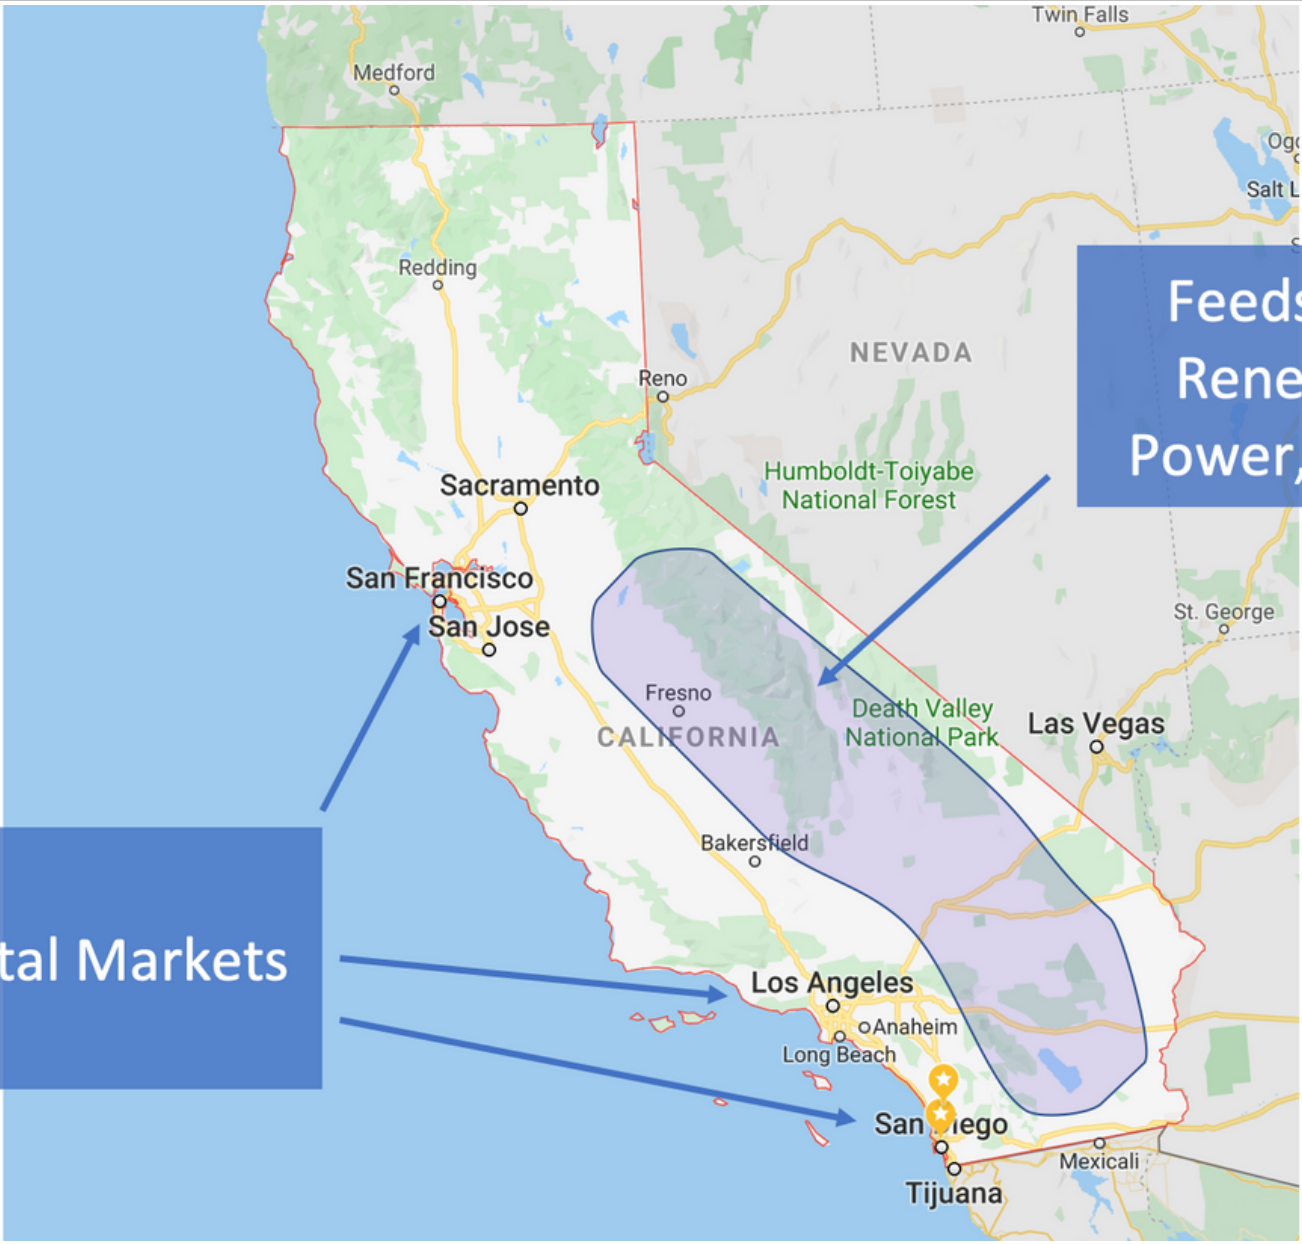 Twin Falls
Medford
Salt L
Redding
Feeds
Rene
Power,
NEVADA
Reno
Humboldt-Toiyabe
National Forest
Sacramento
San Francisco
San Jose
St. George
Fresno
CALIFORNIA
Death Valley
National Park
Las Vegas
Bakersfield
tal Markets
Los Angeles
Anaheim
Long Beach
San Diego
Mexicali
Tijuana